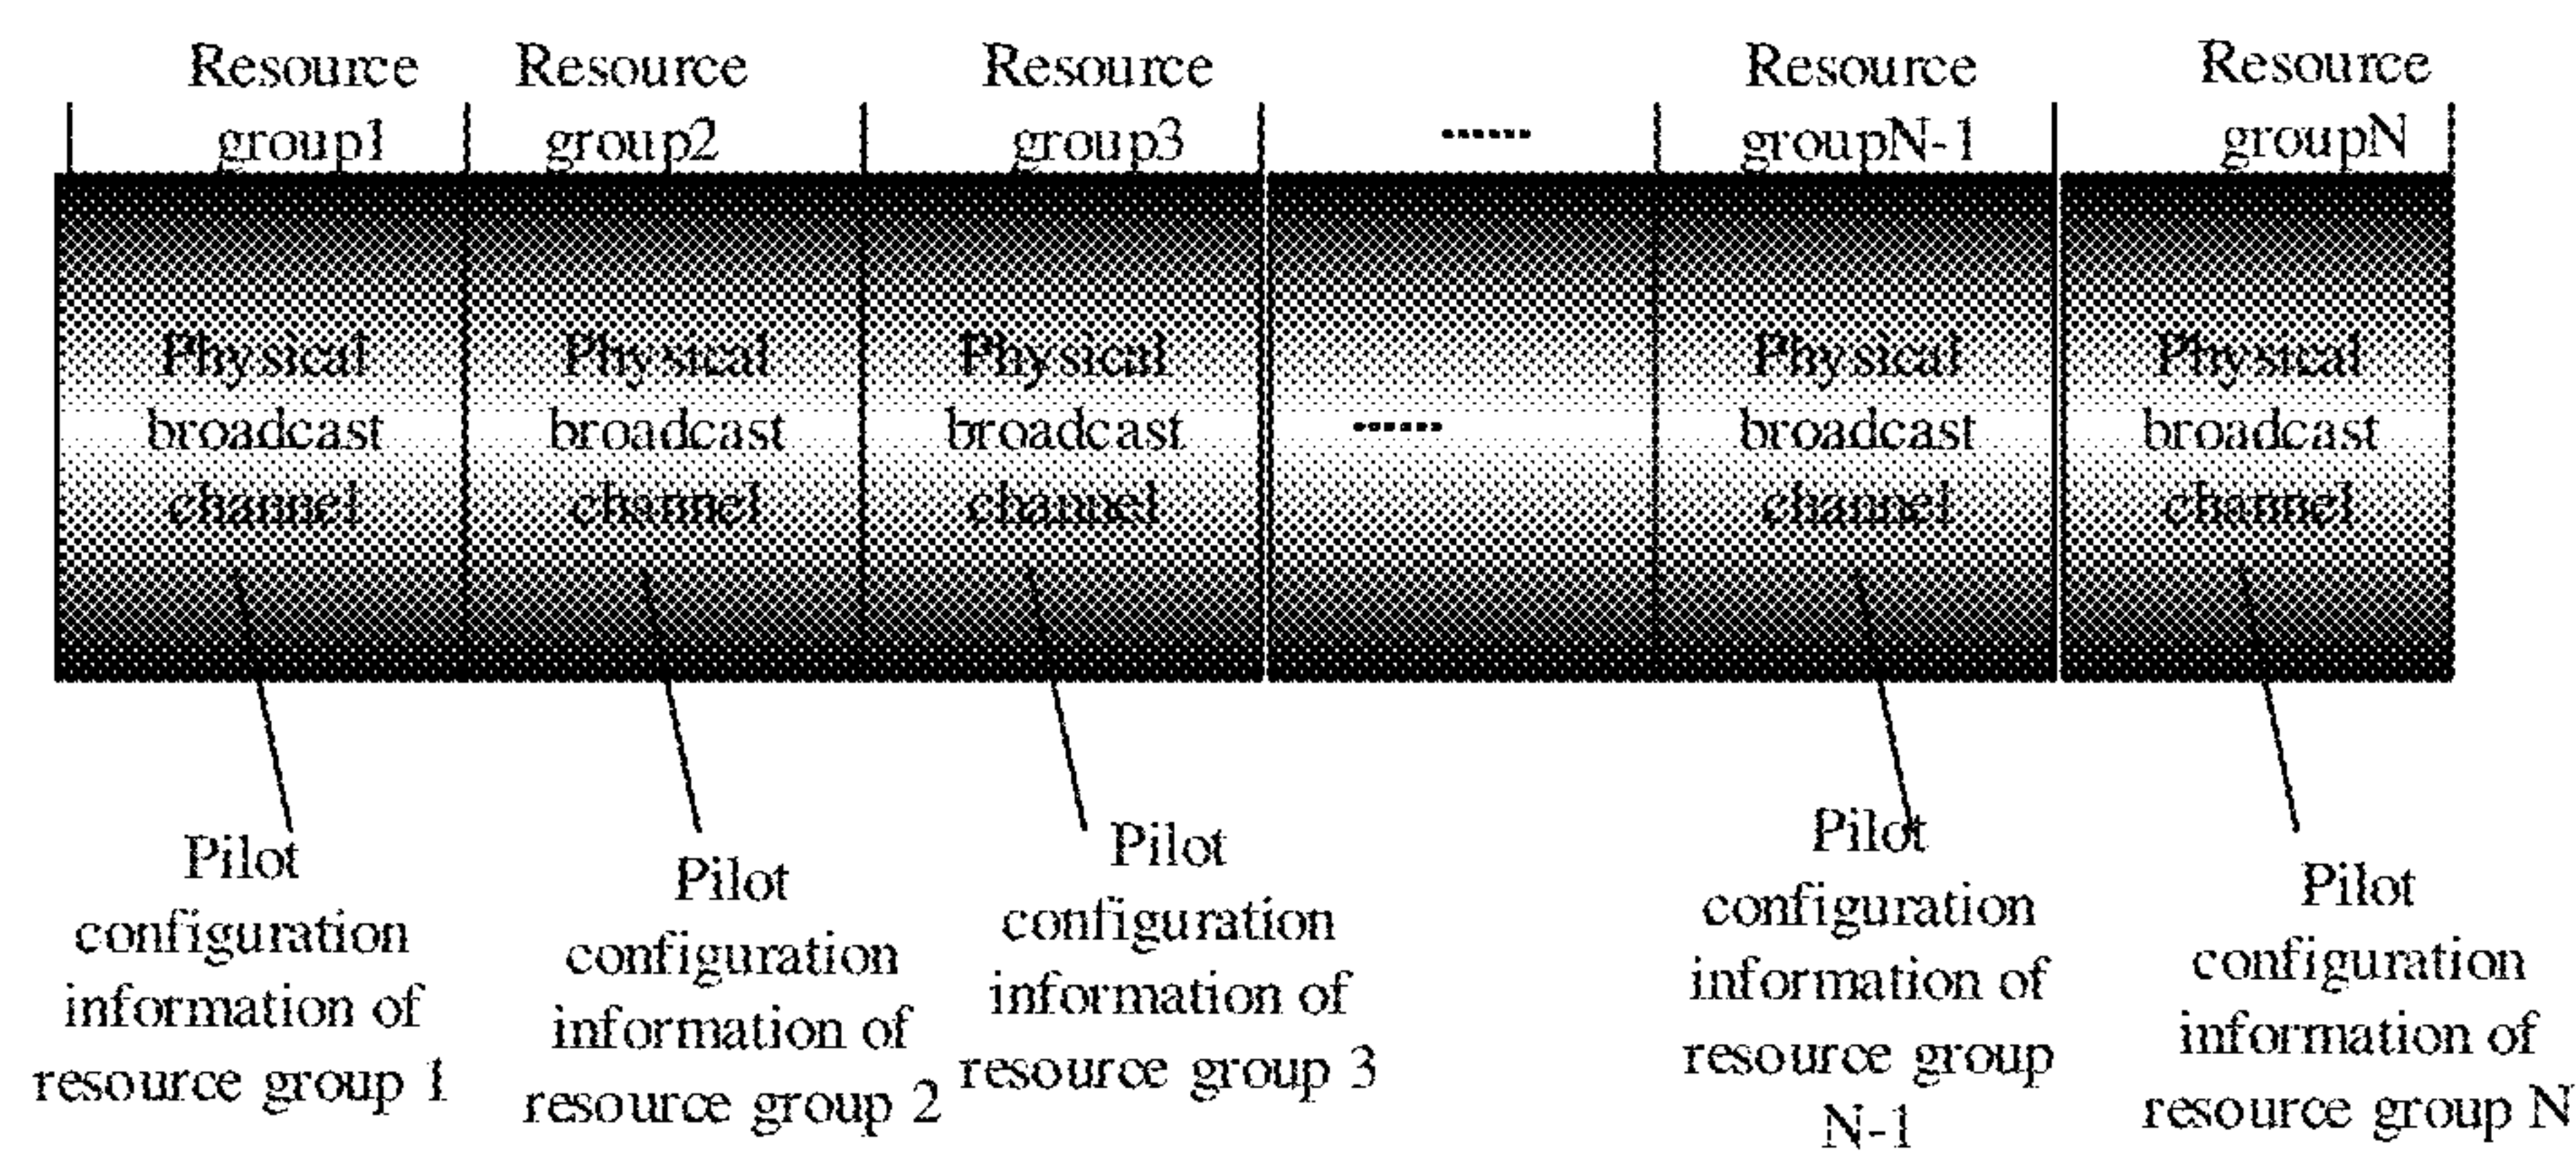 Resource
group1
Resource
group2
Resource
group3
......
Resource
groupN-1
Resource
groupN
Physical
broadcast
channel
Physical
broadcast
channel
Physical
broadcast
channel
......
Physical
broadcast
channel
Physical
broadcast
channel
Pilot
configuration
information of
resource group 1
Pilot
configuration
information of
resource group 2
Pilot
configuration
information of
resource group 3
Pilot
configuration
information of
resource group
N-1
Pilot
configuration
information of
resource group N